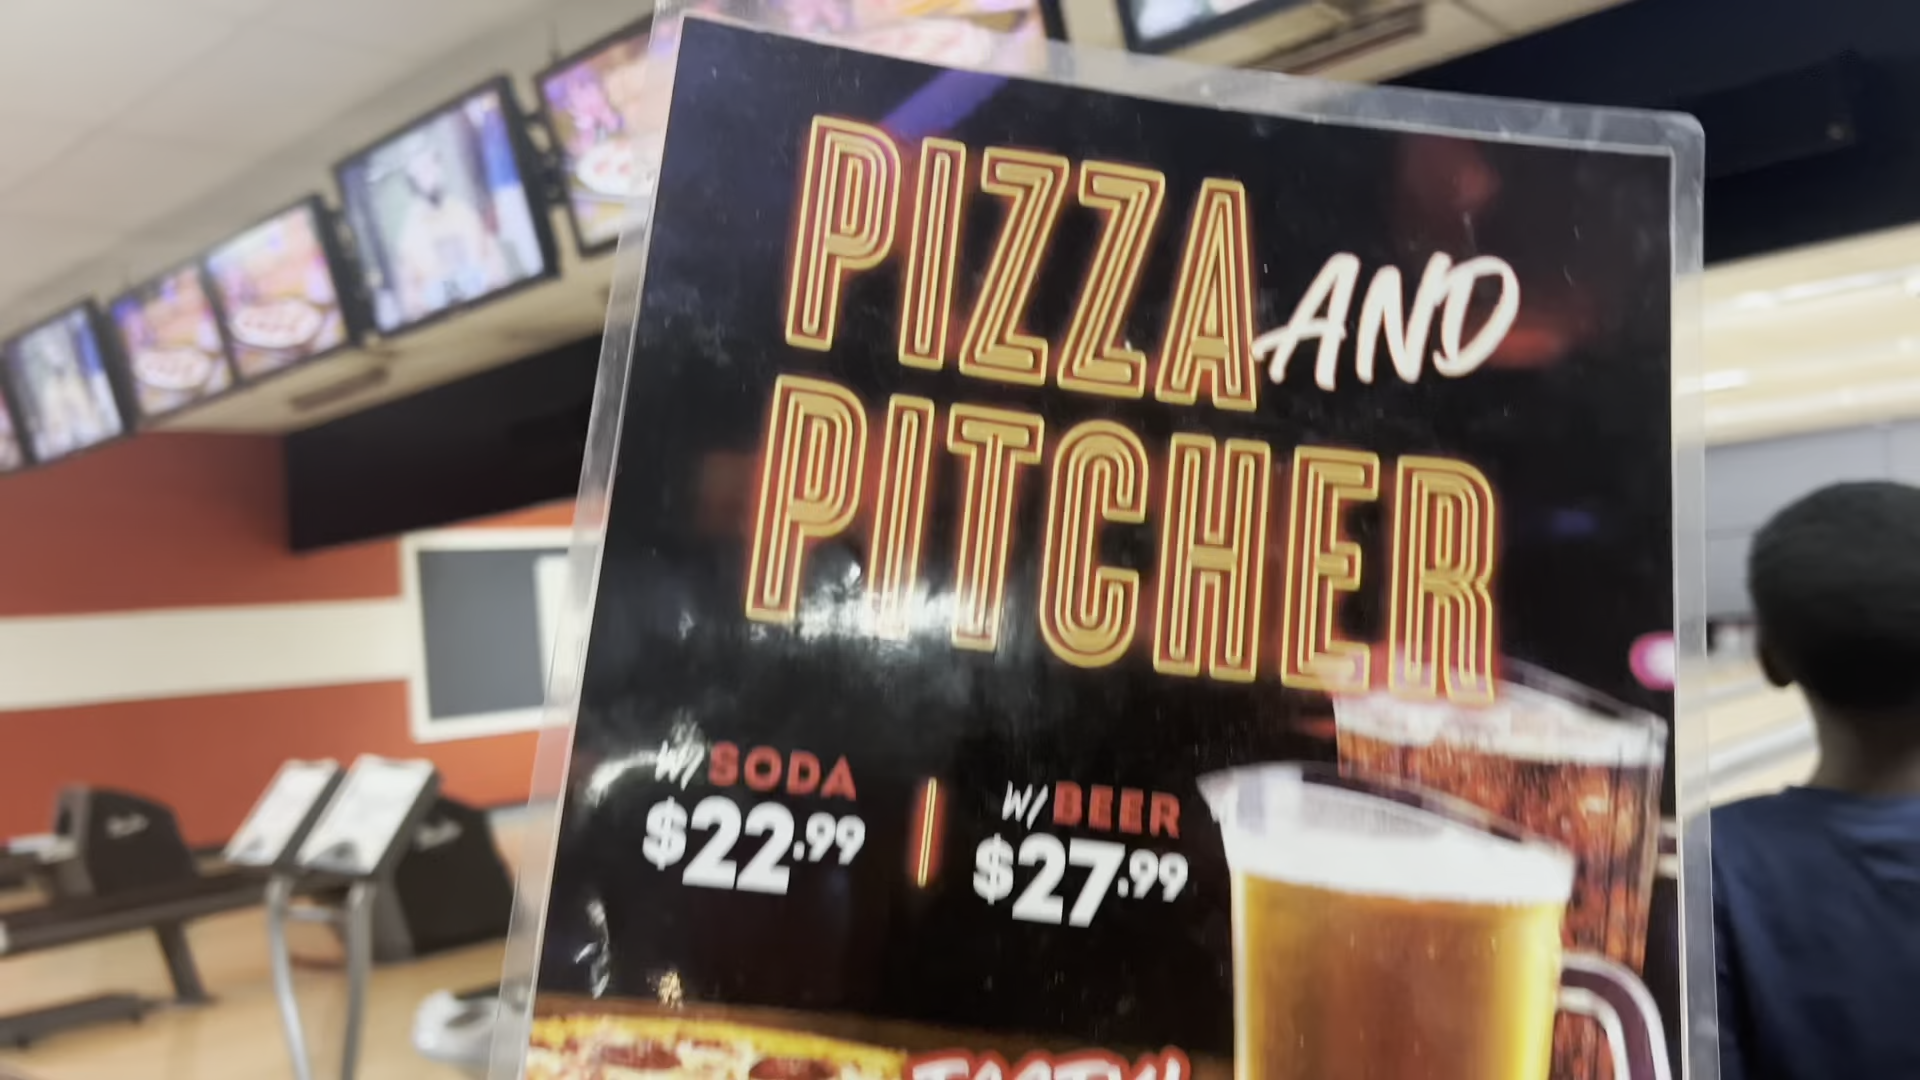 PIZZA AND
PITCHER
W/ SODA
$22.99
W/ BEER
$27.99